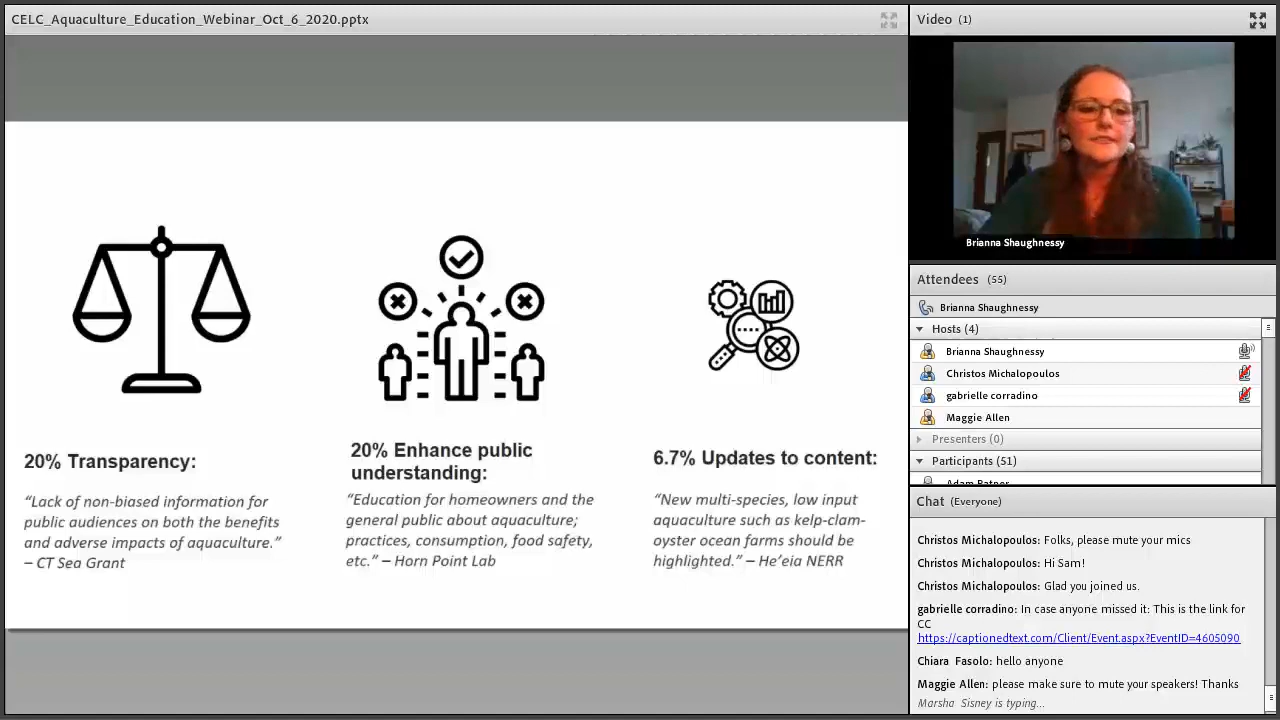 CELC_Aquaculture_Education_Webinar_Oct_6_2020.pptx
20% Transparency:
“Lack of non-biased information for
public audiences on both the benefits
and adverse impacts of aquaculture.”
– CT Sea Grant
20% Enhance public
understanding:
“Education for homeowners and the
general public about aquaculture;
practices, consumption, food safety,
etc.” – Horn Point Lab
6.7% Updates to content:
“New multi-species, low input
aquaculture such as kelp-clam-
oyster ocean farms should be
highlighted.” – He’eia NERR
Video (1)
Brianna Shaughnessy
Attendees (55)
Brianna Shaughnessy
Hosts (4)
Brianna Shaughnessy
Christos Michalopoulos
gabrielle corradino
Maggie Allen
Presenters (0)
Participants (51)
Adam Ratner
Chat (Everyone)
Christos Michalopoulos: Folks, please mute your mics
Christos Michalopoulos: Hi Sam!
Christos Michalopoulos: Glad you joined us.
gabrielle corradino: In case anyone missed it: This is the link for
CC
https://captionedtext.com/Client/Event.aspx?EventID=4605090
Chiara Fasolo: hello anyone
Maggie Allen: please make sure to mute your speakers! Thanks
Marsha Sisney is typing...